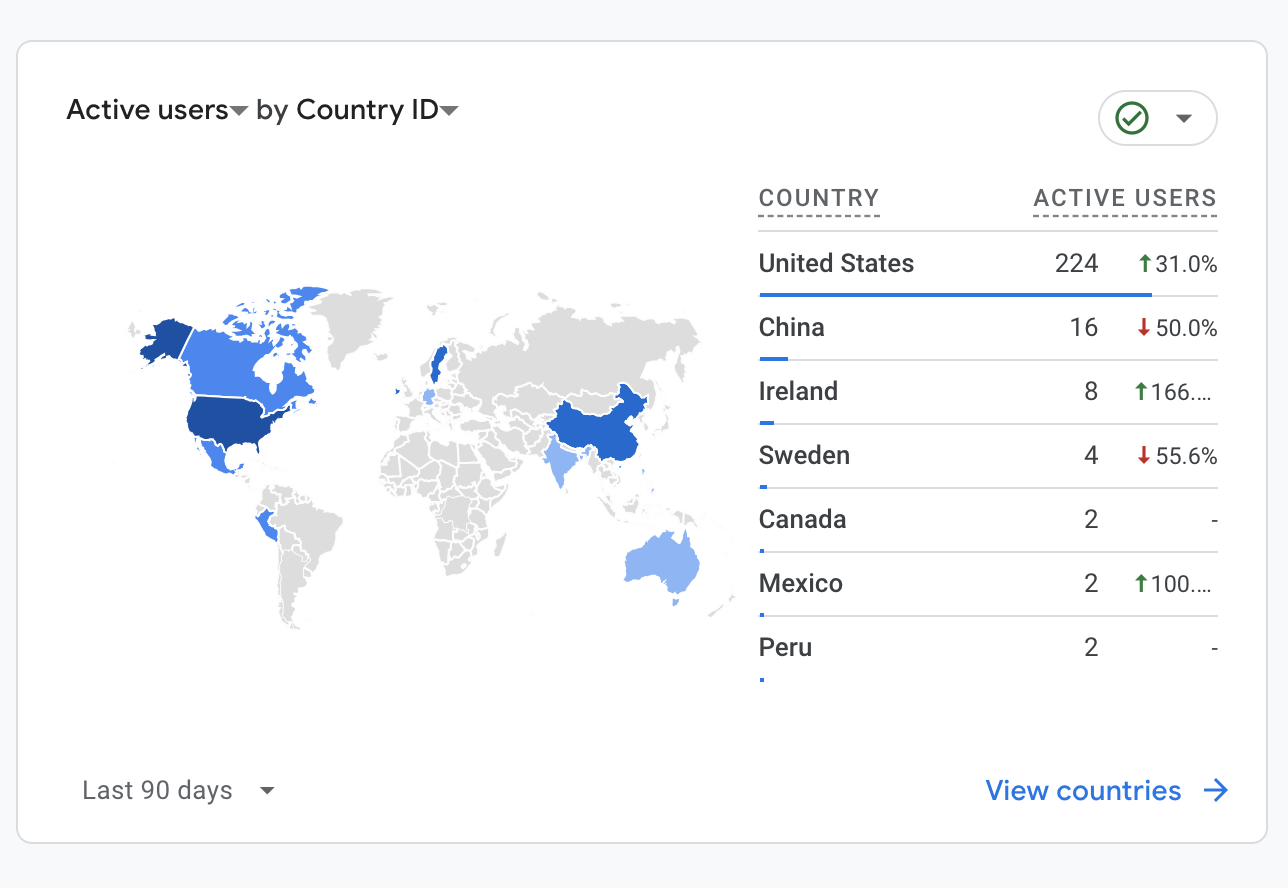 Active users by Country ID
COUNTRY ACTIVE USERS
United States 224 ↑31.0%
China 16 ↓50.0%
Ireland 8 ↑166....
Sweden 4 ↓55.6%
Canada 2 -
Mexico 2 ↑100....
Peru 2 -
Last 90 days
View countries →